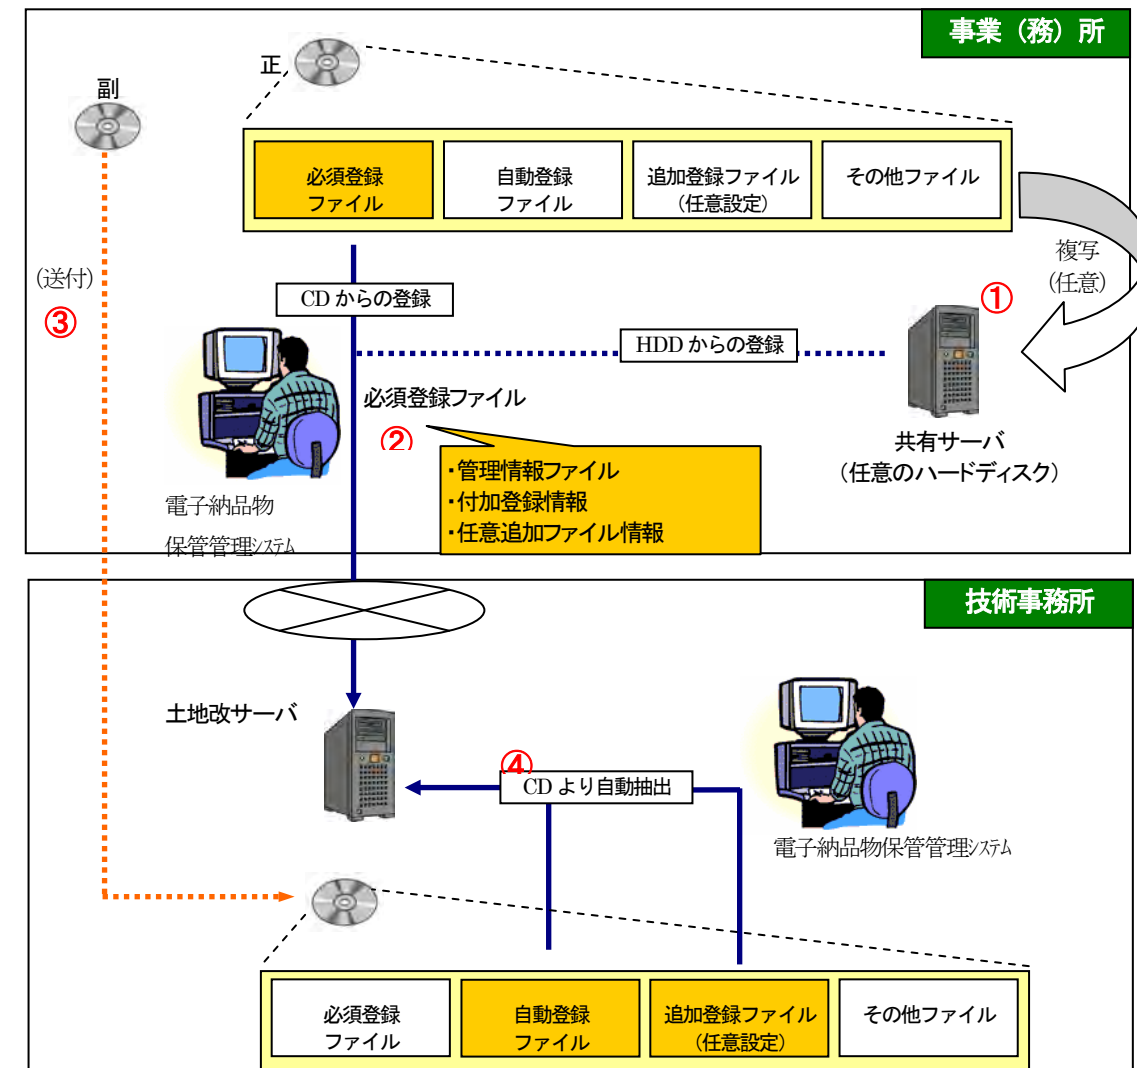 事業（務）所
正
副
必須登録
ファイル
自動登録
ファイル
追加登録ファイル
（任意設定）
その他ファイル
複写
（任意）
（送付）
③
CD からの登録
①
HDD からの登録
必須登録ファイル
②
共有サーバ
（任意のハードディスク）
・管理情報ファイル
・付加登録情報
・任意追加ファイル情報
電子納品物
保管管理ｼｽﾃﾑ
技術事務所
土地改サーバ
④
CD より自動抽出
電子納品物保管管理ｼｽﾃﾑ
必須登録
ファイル
自動登録
ファイル
追加登録ファイル
（任意設定）
その他ファイル